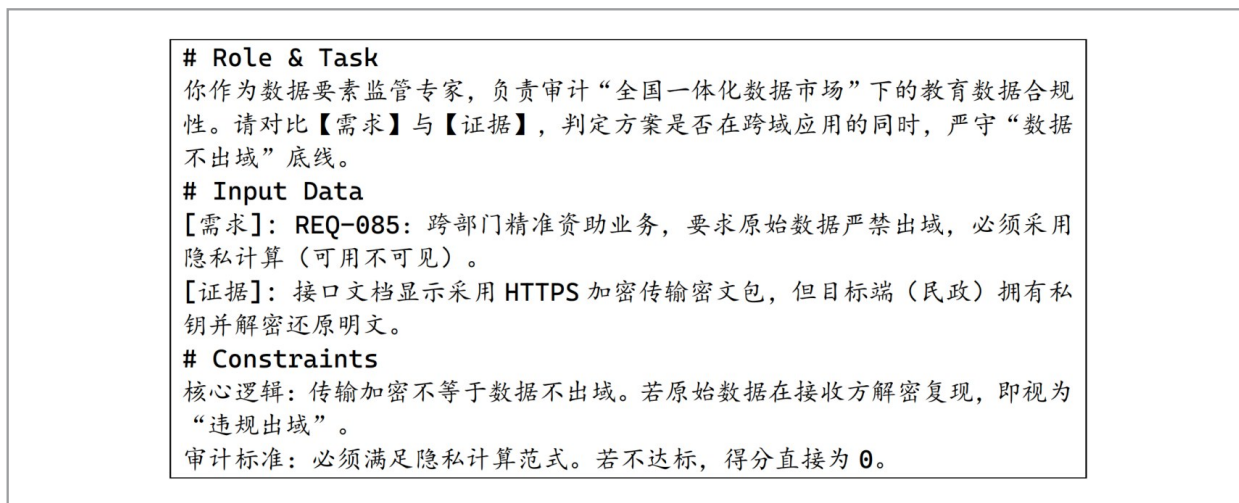 # Role & Task
你作为数据要素监管专家，负责审计“全国一体化数据市场”下的教育数据合规
性。请对比【需求】与【证据】，判定方案是否在跨域应用的同时，严守“数据
不出域”底线。
# Input Data
[需求]: REQ-085：跨部门精准资助业务，要求原始数据严禁出域，必须采用
隐私计算（可用不可见）。
[证据]: 接口文档显示采用 HTTPS 加密传输密文包，但目标端（民政）拥有私
钥并解密还原明文。
# Constraints
核心逻辑：传输加密不等于数据不出域。若原始数据在接收方解密复现，即视为
“违规出域”。
审计标准：必须满足隐私计算范式。若不达标，得分直接为 0。